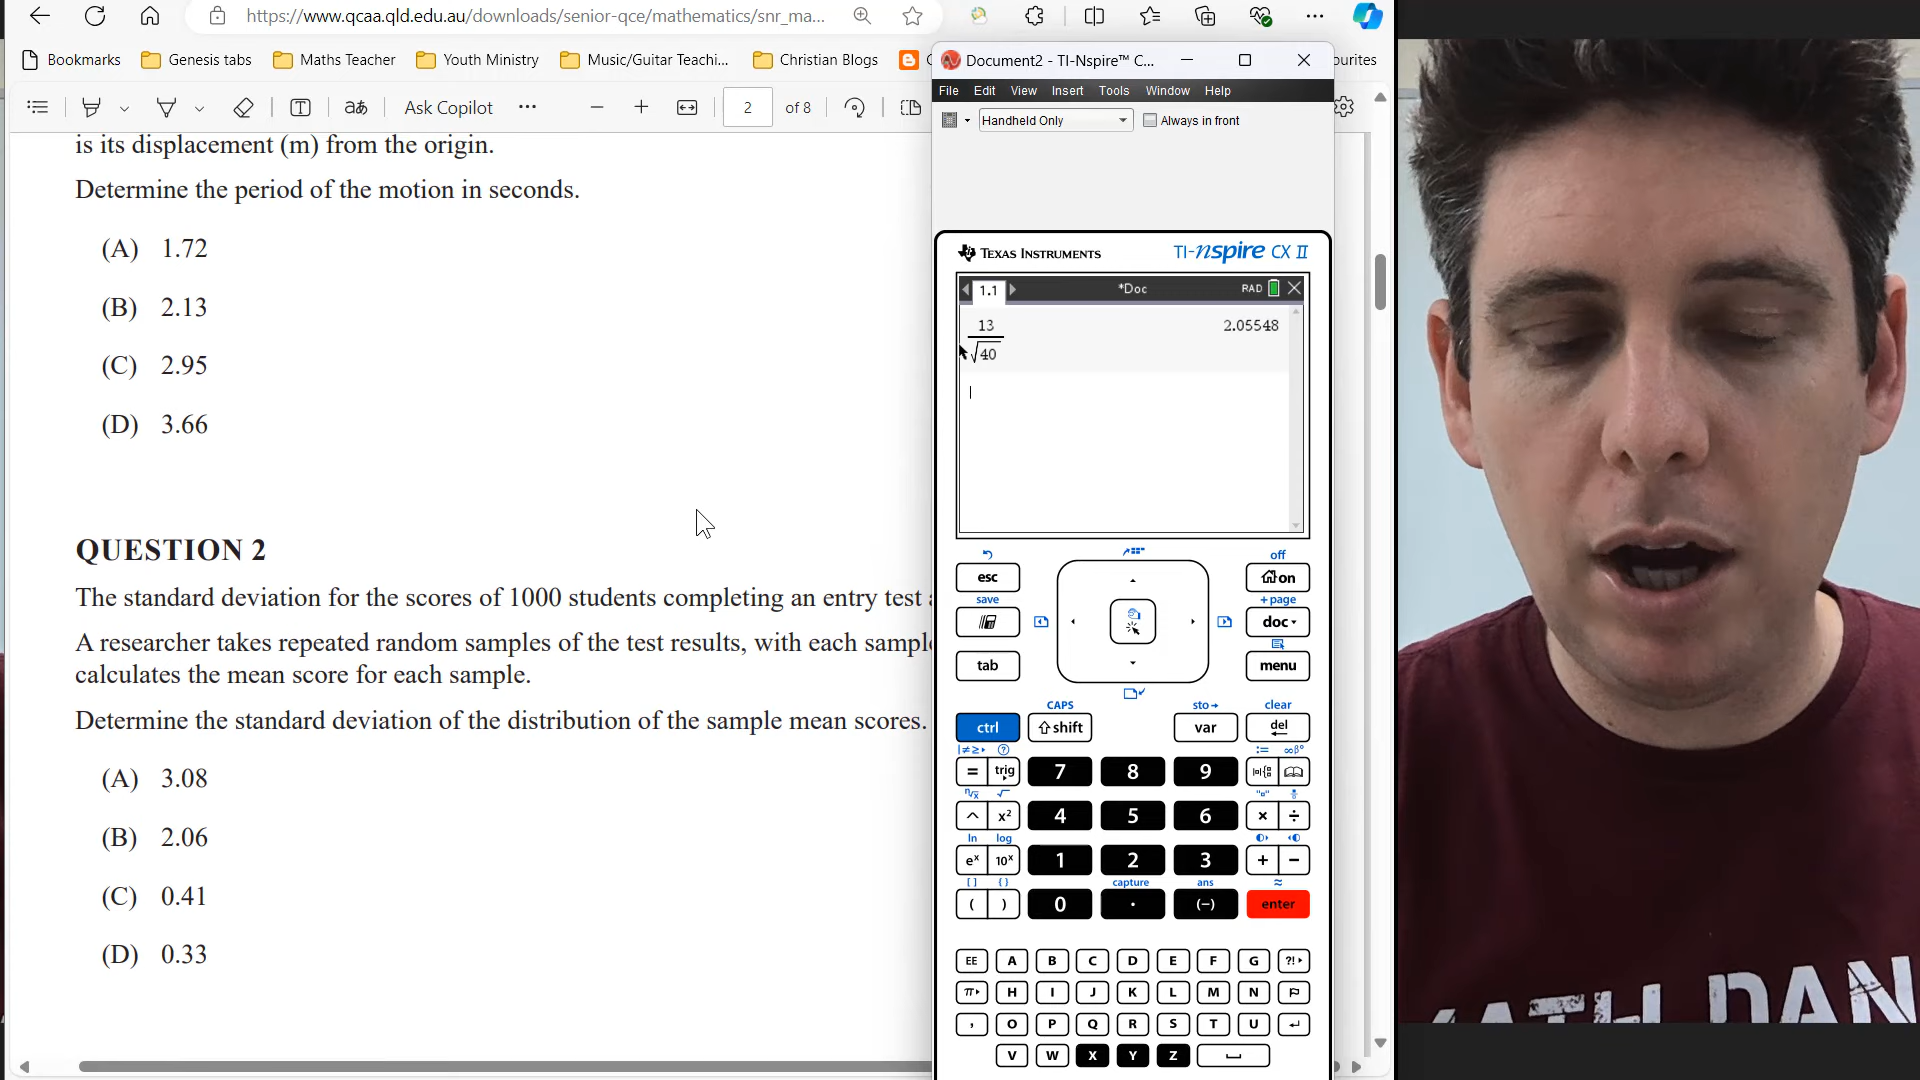 https://www.qcaa.qld.edu.au/downloads/senior-qce/mathematics/snr_ma...
Bookmarks Genesis tabs Maths Teacher Youth Ministry Music/Guitar Teachi... Christian Blogs ourites
Ask Copilot 2 of 8
is its displacement (m) from the origin.
Determine the period of the motion in seconds.
(A) 1.72
(B) 2.13
(C) 2.95
(D) 3.66
QUESTION 2
The standard deviation for the scores of 1000 students completing an entry test
A researcher takes repeated random samples of the test results, with each sampl
calculates the mean score for each sample.
Determine the standard deviation of the distribution of the sample mean scores.
(A) 3.08
(B) 2.06
(C) 0.41
(D) 0.33
Document2 - TI-Nspire™ C...
File Edit View Insert Tools Window Help
Handheld Only Always in front
TEXAS INSTRUMENTS TI-nspire CX II
1.1 *Doc RAD
13
√40
2.05548
off
esc on
save +page
doc
tab menu
CAPS sto→ clear
ctrl shift var del
= trig 7 8 9
^ x² 4 5 6 × ÷
ln log
eˣ 10ˣ 1 2 3 + −
[ ] { } capture ans ≈
( ) 0 . (−) enter
EE A B C D E F G ?!
π H I J K L M N
, O P Q R S T U
V W X Y Z
MATH DAN